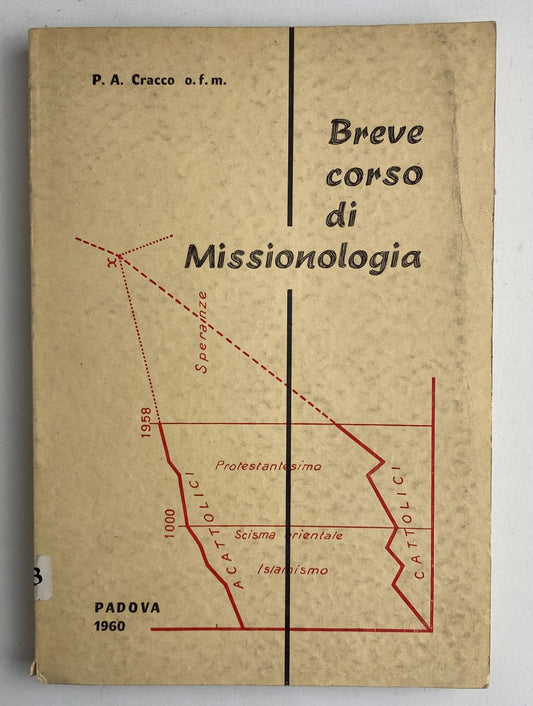 P. A. Cracco o.f.m.
Breve
corso
di
Missionologia
x
Speranze
1958
Protestantesimo
ACATTOLICI
CATTOLICI
1000
Scisma orientale
Islamismo
PADOVA
1960